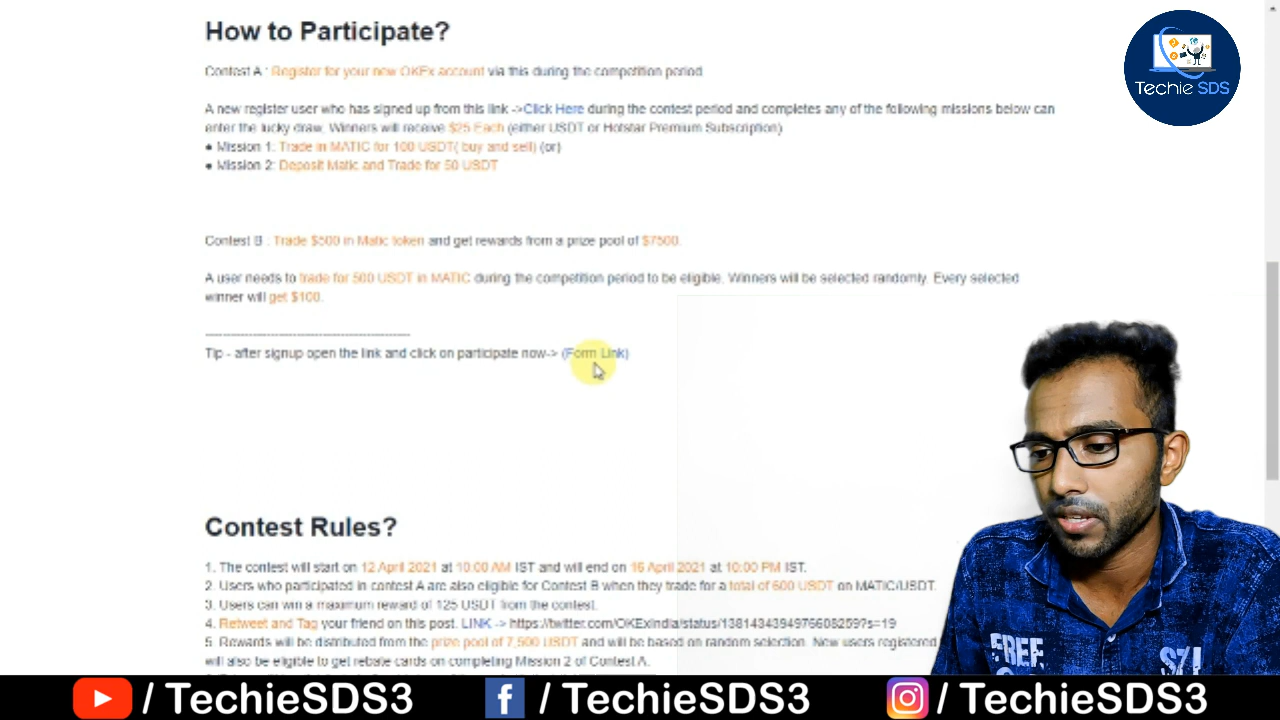 How to Participate?
Techie SDS
Contest A : Register for your new OKEx account via this during the competition period
A new register user who has signed up from this link ->Click Here during the contest period and completes any of the following missions below can
enter the lucky draw, Winners will receive $25 Each (either USDT or Hotstar Premium Subscription)
● Mission 1: Trade in MATIC for 100 USDT( buy and sell) (or)
● Mission 2: Deposit Matic and Trade for 50 USDT
Contest B : Trade $500 in Matic token and get rewards from a prize pool of $7500.
A user needs to trade for 500 USDT in MATIC during the competition period to be eligible. Winners will be selected randomly. Every selected
winner will get $100.
Tip - after signup open the link and click on participate now-> (Form Link)
Contest Rules?
1. The contest will start on 12 April 2021 at 10:00 AM IST and will end on 16 April 2021 at 10:00 PM IST.
2. Users who participated in contest A are also eligible for Contest B when they trade for a total of 600 USDT on MATIC/USDT.
3. Users can win a maximum reward of 125 USDT from the contest.
4. Retweet and Tag your friend on this post. LINK -> https://twitter.com/OKExIndia/status/1381434394976608259?s=19
5. Rewards will be distributed from the prize pool of 7,500 USDT and will be based on random selection. New users registered
will also be eligible to get rebate cards on completing Mission 2 of Contest A.
FREE
/ TechieSDS3
/ TechieSDS3
/ TechieSDS3